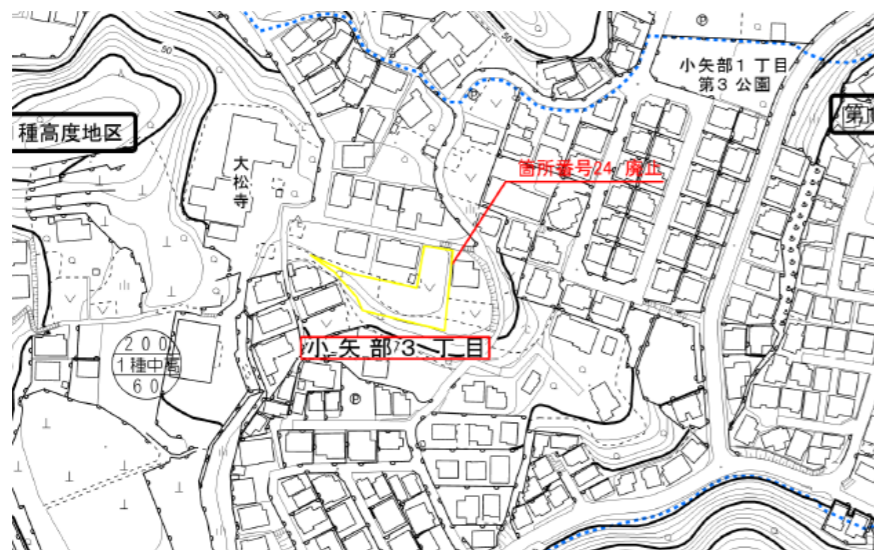 50
50
Ⓟ
小矢部1丁目
第3公園
種高度地区
第
大松寺
箇所番号24 廃止
小矢部3丁目
200
1種中高
60
Ⓟ